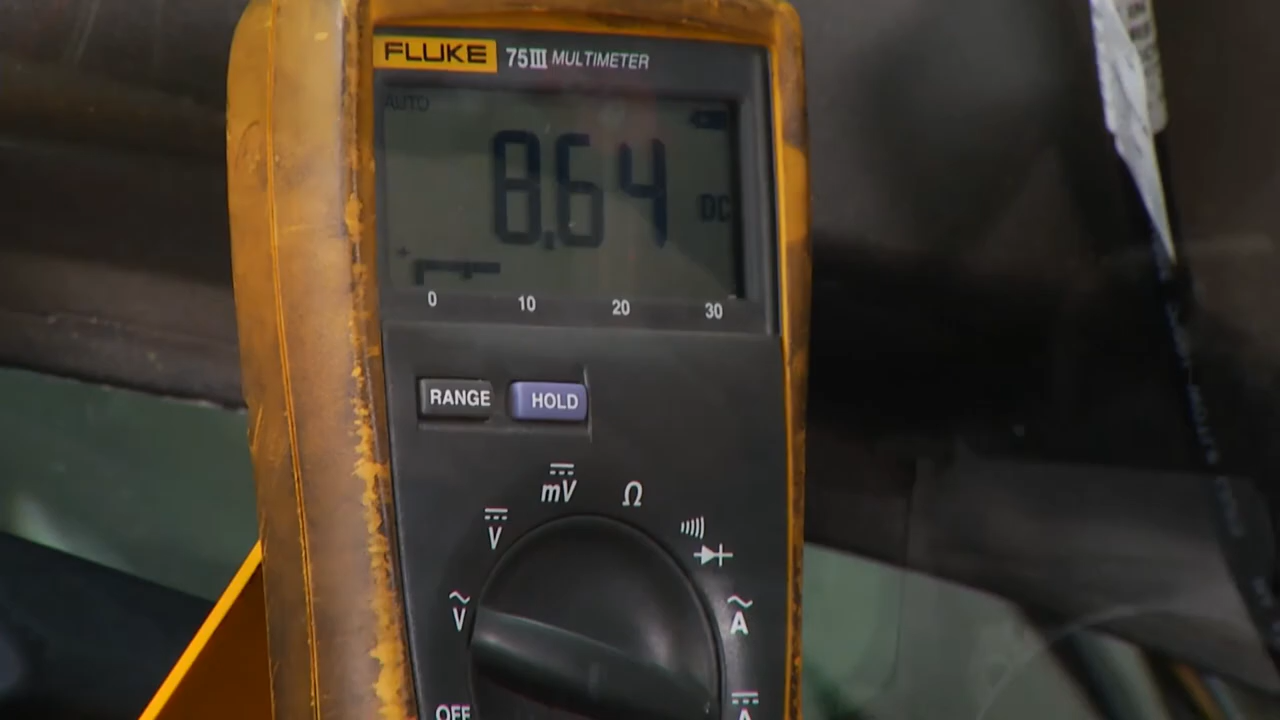 FLUKE 75III MULTIMETER
AUTO
8.64
DC
0 10 20 30
RANGE HOLD
mV Ω
V
V A
OFF A